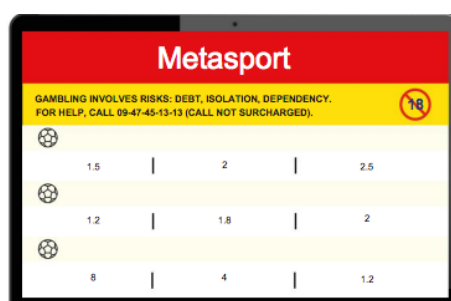 Metasport
GAMBLING INVOLVES RISKS: DEBT, ISOLATION, DEPENDENCY.
FOR HELP, CALL 09-47-45-13-13 (CALL NOT SURCHARGED).
18
1.5 | 2 | 2.5
1.2 | 1.8 | 2
8 | 4 | 1.2